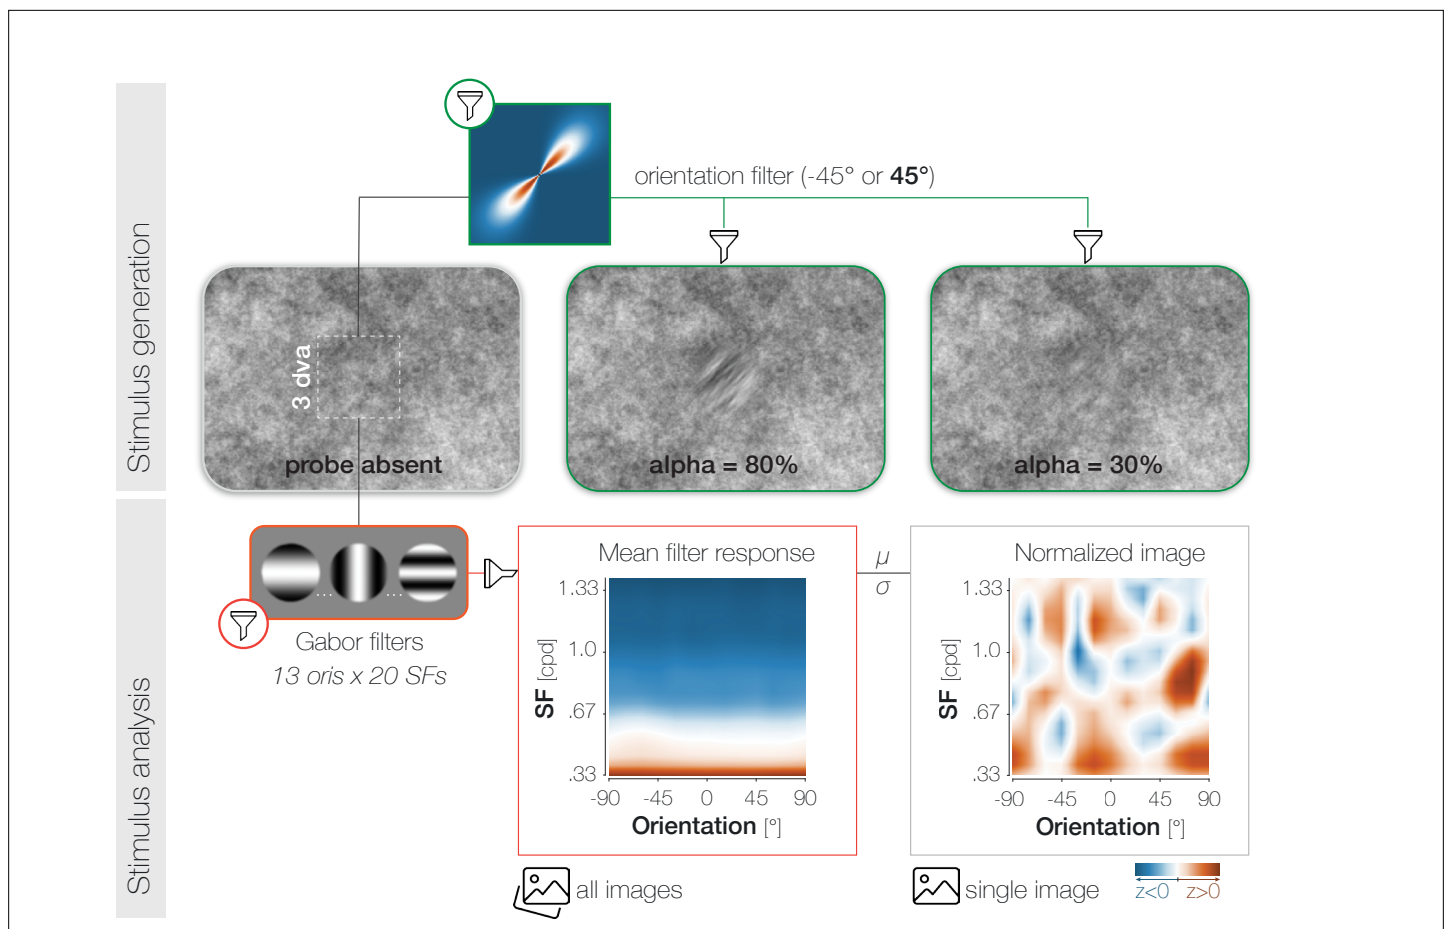 Stimulus generation
orientation filter (-45° or 45°)
3 dva
probe absent
alpha = 80%
alpha = 30%
Stimulus analysis
... ...
Gabor filters
13 oris x 20 SFs
Mean filter response
SF [cpd]
1.33
1.0
.67
.33
-90 -45 0 45 90
Orientation [°]
all images
μ
σ
Normalized image
SF [cpd]
1.33
1.0
.67
.33
-90 -45 0 45 90
Orientation [°]
single image
z<0 z>0